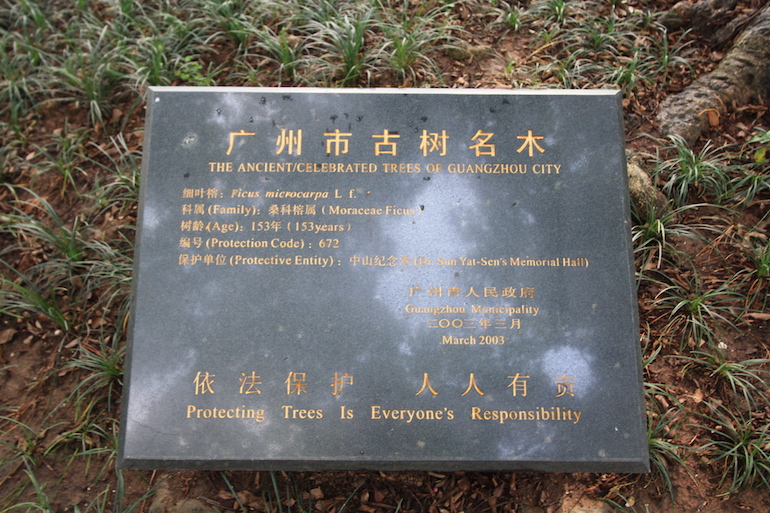 广州市古树名木
THE ANCIENT/CELEBRATED TREES OF GUANGZHOU CITY
细叶榕：Ficus microcarpa L. f.
科属(Family)：桑科榕属(Moraceae Ficus)
树龄(Age)：153年(153years)
编号(Protection Code)：672
保护单位(Protective Entity)：中山纪念堂(Dr. Sun Yat-Sen's Memorial Hall)
广州市人民政府
Guangzhou Municipality
二〇〇三年三月
March 2003
依法保护 人人有责
Protecting Trees Is Everyone's Responsibility